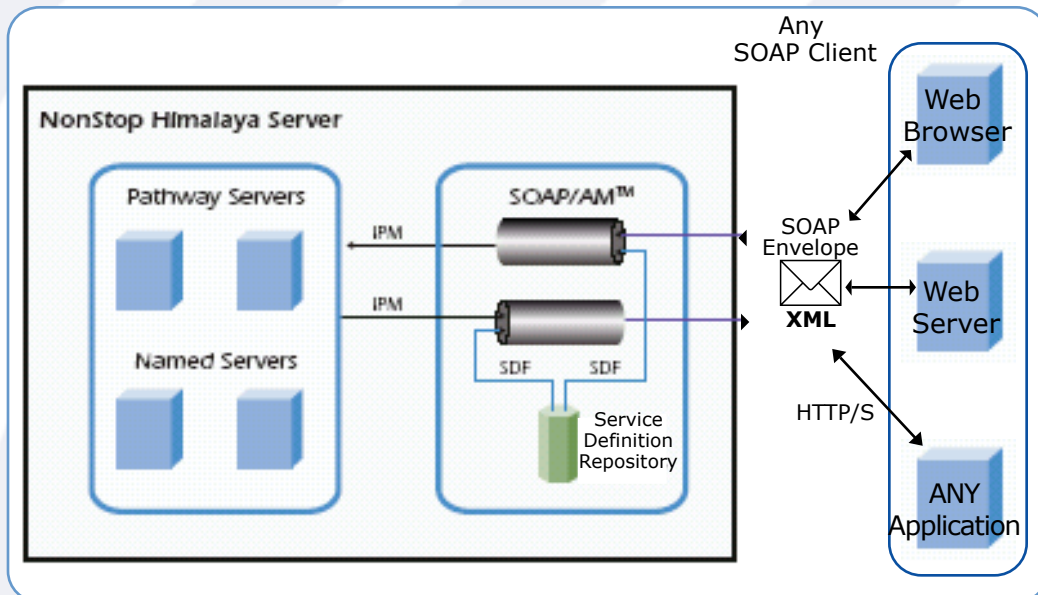 Any
SOAP Client
NonStop Himalaya Server
Pathway Servers
Named Servers
IPM
IPM
SOAP/AM™
SDF
SDF
Service
Definition
Repository
SOAP
Envelope
XML
HTTP/S
Web
Browser
Web
Server
ANY
Application